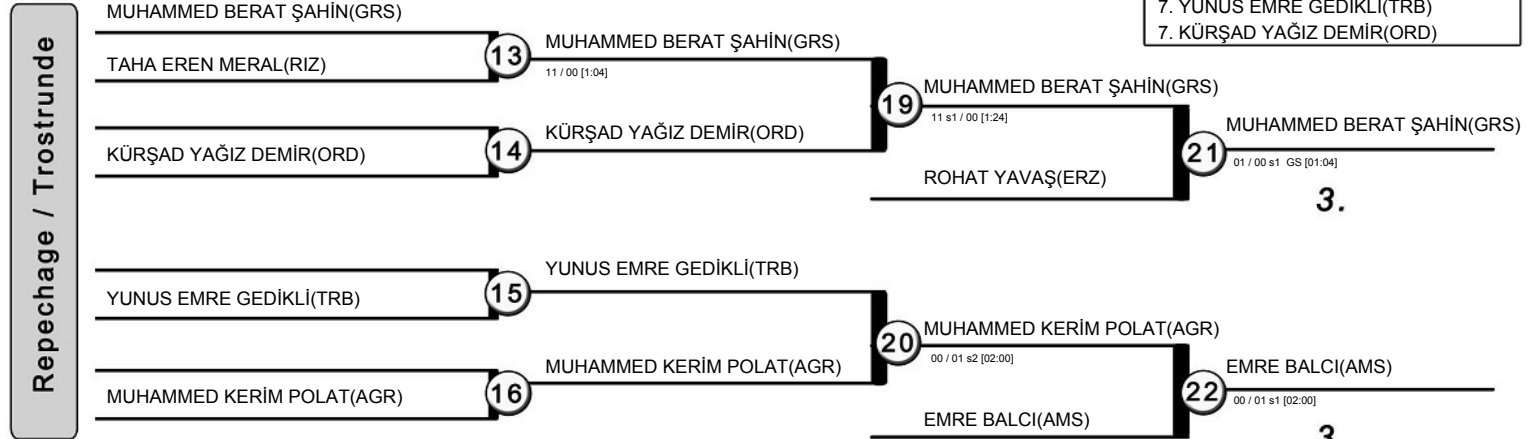 Repechage / Trostrunde
7. YUNUS EMRE GEDİKLİ(TRB)
7. KÜRŞAD YAĞIZ DEMİR(ORD)
MUHAMMED BERAT ŞAHİN(GRS)
TAHA EREN MERAL(RIZ)
13
MUHAMMED BERAT ŞAHİN(GRS)
11 / 00 [1:04]
KÜRŞAD YAĞIZ DEMİR(ORD)
14
KÜRŞAD YAĞIZ DEMİR(ORD)
19
MUHAMMED BERAT ŞAHİN(GRS)
11 s1 / 00 [1:24]
ROHAT YAVAŞ(ERZ)
21
MUHAMMED BERAT ŞAHİN(GRS)
01 / 00 s1 GS [01:04]
3.
YUNUS EMRE GEDİKLİ(TRB)
15
YUNUS EMRE GEDİKLİ(TRB)
MUHAMMED KERİM POLAT(AGR)
16
MUHAMMED KERİM POLAT(AGR)
20
MUHAMMED KERİM POLAT(AGR)
00 / 01 s2 [02:00]
EMRE BALCI(AMS)
22
EMRE BALCI(AMS)
00 / 01 s1 [02:00]
3.